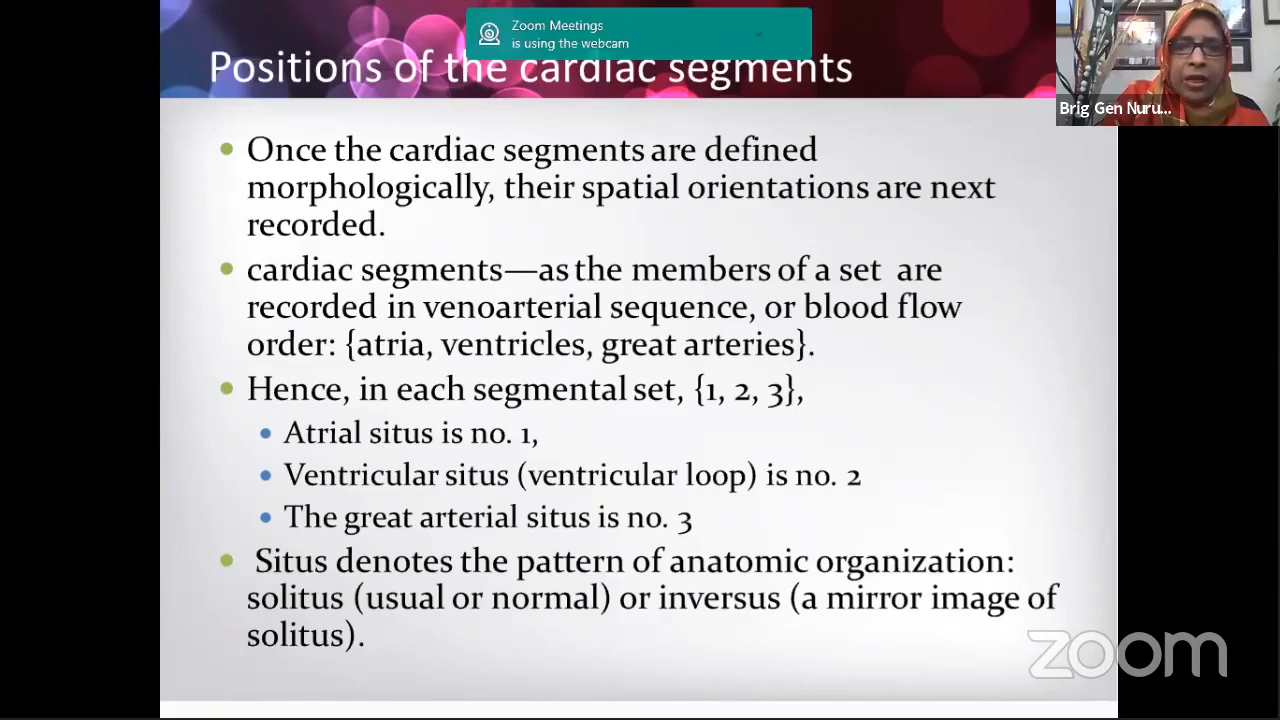 Zoom Meetings
is using the webcam
Positions of the cardiac segments
Brig Gen Nuru...
• Once the cardiac segments are defined
morphologically, their spatial orientations are next
recorded.
• cardiac segments—as the members of a set are
recorded in venoarterial sequence, or blood flow
order: {atria, ventricles, great arteries}.
• Hence, in each segmental set, {1, 2, 3},
• Atrial situs is no. 1,
• Ventricular situs (ventricular loop) is no. 2
• The great arterial situs is no. 3
• Situs denotes the pattern of anatomic organization:
solitus (usual or normal) or inversus (a mirror image of
solitus).
zoom